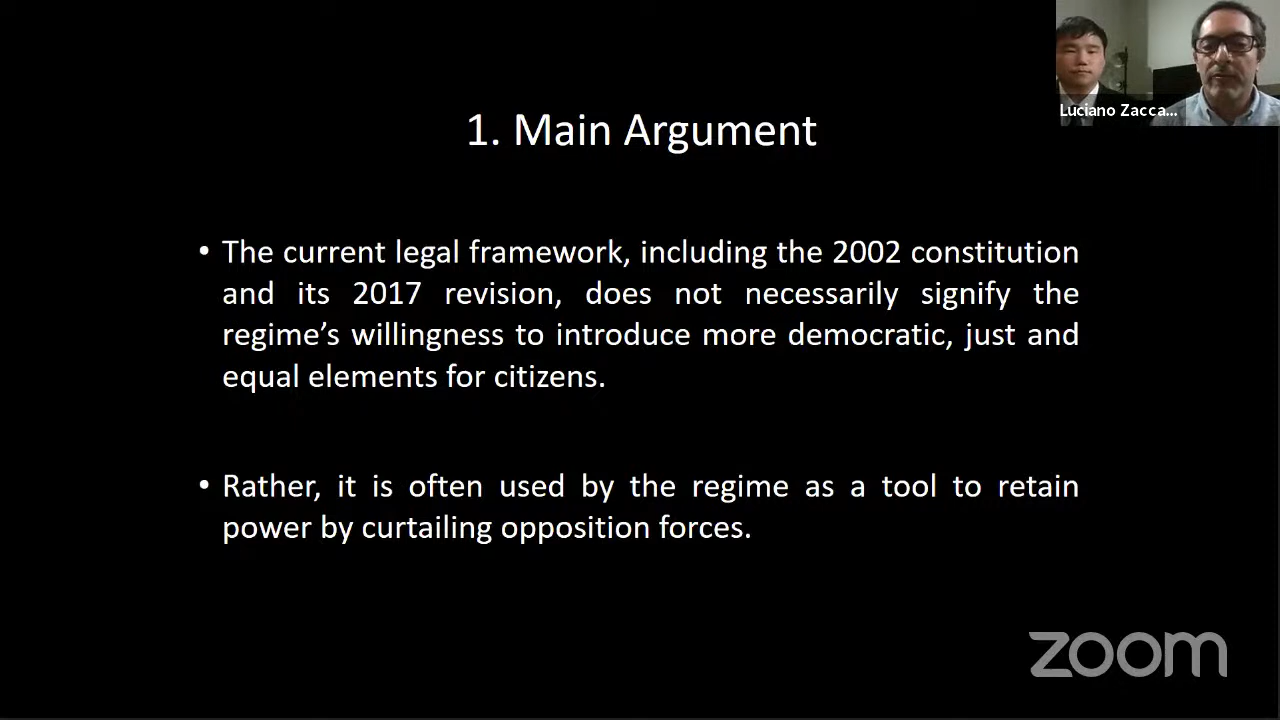 Luciano Zacca...
1. Main Argument
• The current legal framework, including the 2002 constitution
and its 2017 revision, does not necessarily signify the
regime’s willingness to introduce more democratic, just and
equal elements for citizens.
• Rather, it is often used by the regime as a tool to retain
power by curtailing opposition forces.
zoom